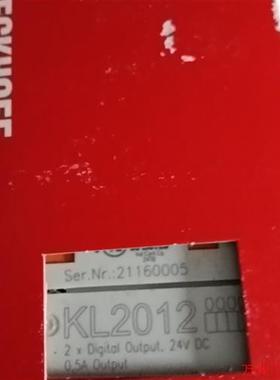 ECKHOFF
Ser.Nr.:21160005
KL2012
2 x Digital Output, 24V DC
0.5A Output